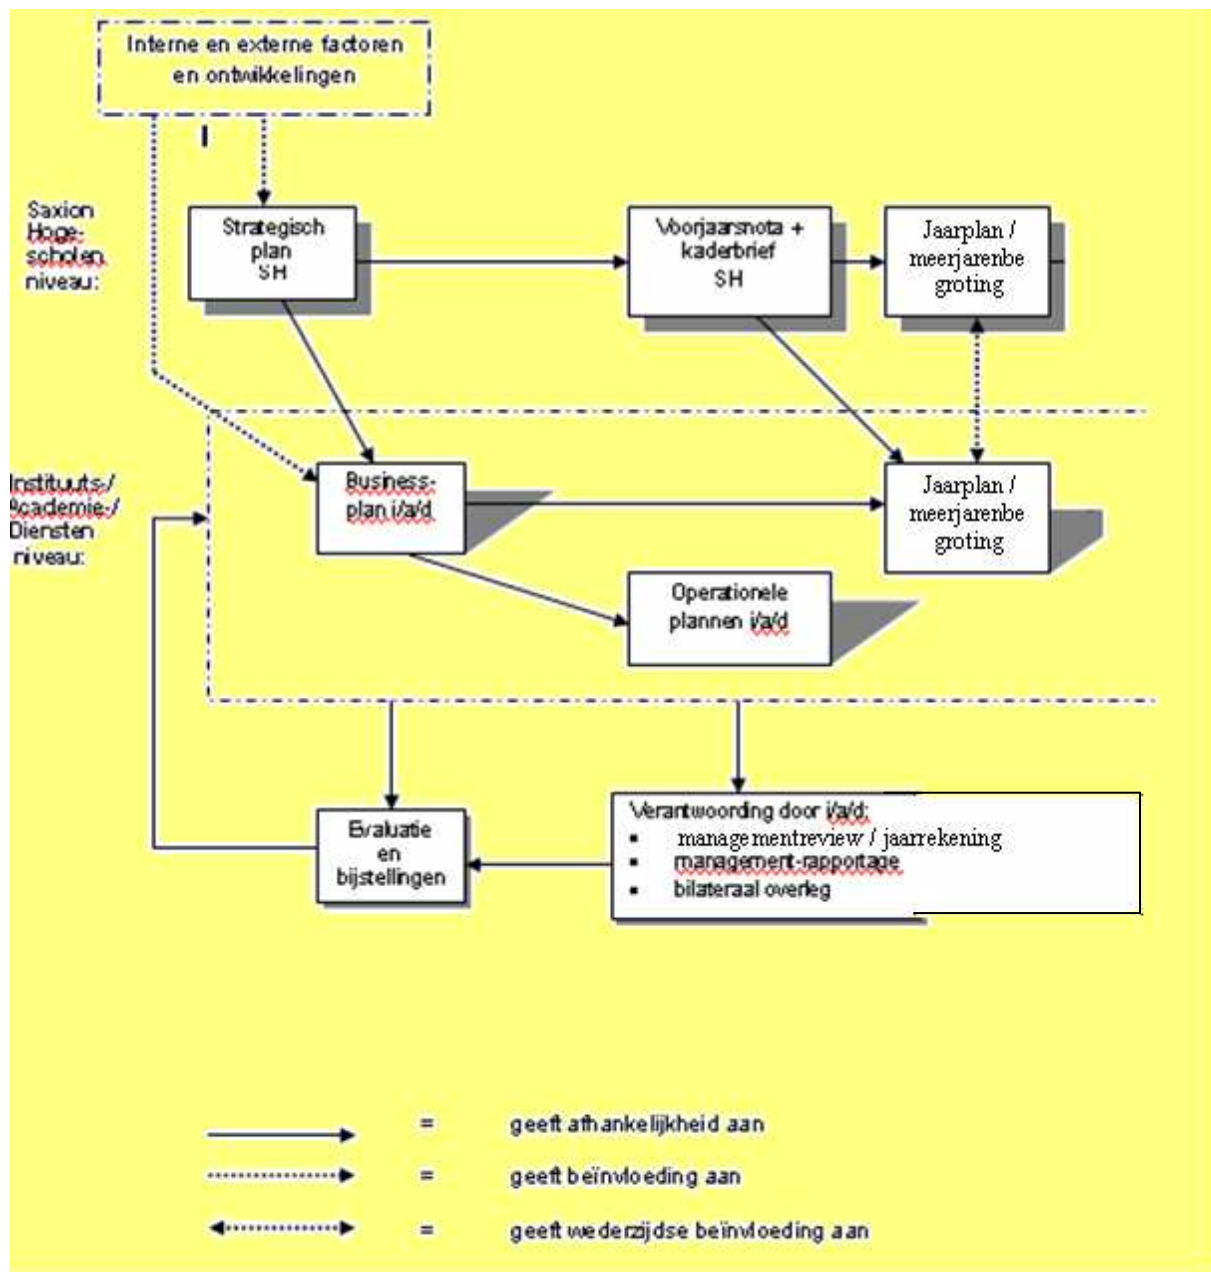 Interne en externe factoren
en ontwikkelingen
Saxion
Hoge-
scholen
niveau:
Strategisch
plan
SH
Voorjaarsnota +
kaderbrief
SH
Jaarplan /
meerjarenbe
groting
Instituuts-/
Academie-/
Diensten
niveau:
Business-
plan i/a/d
Jaarplan /
meerjarenbe
groting
Operationele
plannen i/a/d
Evaluatie
en
bijstellingen
Verantwoording door i/a/d:
▪ managementreview / jaarrekening
▪ management-rapportage
▪ bilateraal overleg
= geeft afhankelijkheid aan
= geeft beïnvloeding aan
= geeft wederzijdse beïnvloeding aan